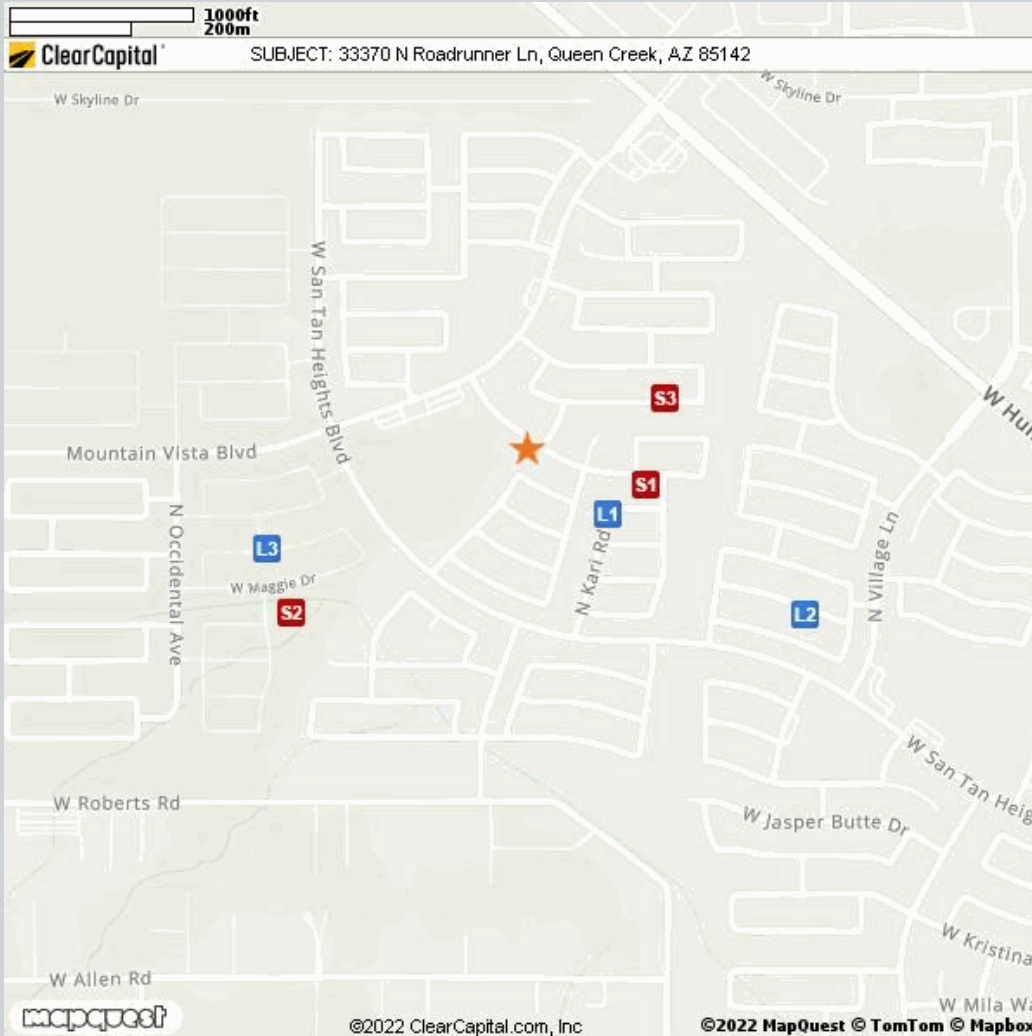 1000ft
200m
ClearCapital
SUBJECT: 33370 N Roadrunner Ln, Queen Creek, AZ 85142
W Skyline Dr
W Skyline Dr
W San Tan Heights Blvd
S3
W Hun
Mountain Vista Blvd
S1
L1
N Occidental Ave
L3
N Village Ln
W Maggie Dr
N Kari Rd
S2
L2
W San Tan Heig
W Roberts Rd
W Jasper Butte Dr
W Kristina
W Allen Rd
W Mila Wa
mapquest
©2022 ClearCapital.com, Inc
©2022 MapQuest © TomTom © Mapbox